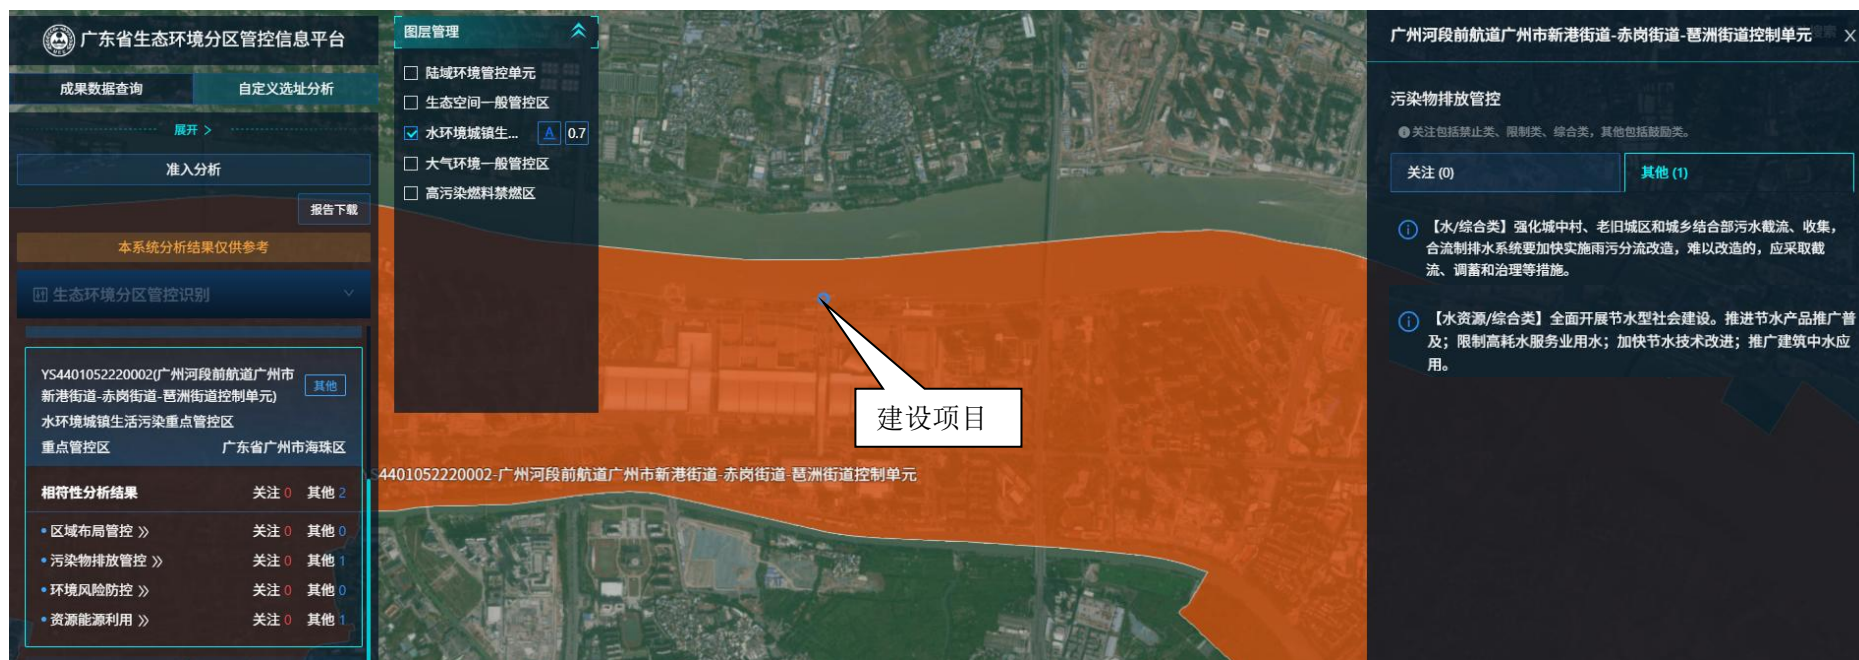 广东省生态环境分区管控信息平台
成果数据查询
自定义选址分析
展开 >
准入分析
报告下载
本系统分析结果仅供参考
生态环境分区管控识别
YS4401052220002(广州河段前航道广州市
新港街道-赤岗街道-琶洲街道控制单元)
其他
水环境城镇生活污染重点管控区
重点管控区 广东省广州市海珠区
相符性分析结果 关注 0 其他 2
• 区域布局管控 》 关注 0 其他 0
• 污染物排放管控 》 关注 0 其他 1
• 环境风险防控 》 关注 0 其他 0
• 资源能源利用 》 关注 0 其他 1
图层管理
陆域环境管控单元
生态空间一般管控区
水环境城镇生... A 0.7
大气环境一般管控区
高污染燃料禁燃区
建设项目
S4401052220002-广州河段前航道广州市新港街道-赤岗街道-琶洲街道控制单元
广州河段前航道广州市新港街道-赤岗街道-琶洲街道控制单元 X
污染物排放管控
关注包括禁止类、限制类、综合类，其他包括鼓励类。
关注 (0)
其他 (1)
【水/综合类】强化城中村、老旧城区和城乡结合部污水截流、收集，
合流制排水系统要加快实施雨污分流改造，难以改造的，应采取截
流、调蓄和治理等措施。
【水资源/综合类】全面开展节水型社会建设。推进节水产品推广普
及；限制高耗水服务业用水；加快节水技术改进；推广建筑中水应
用。